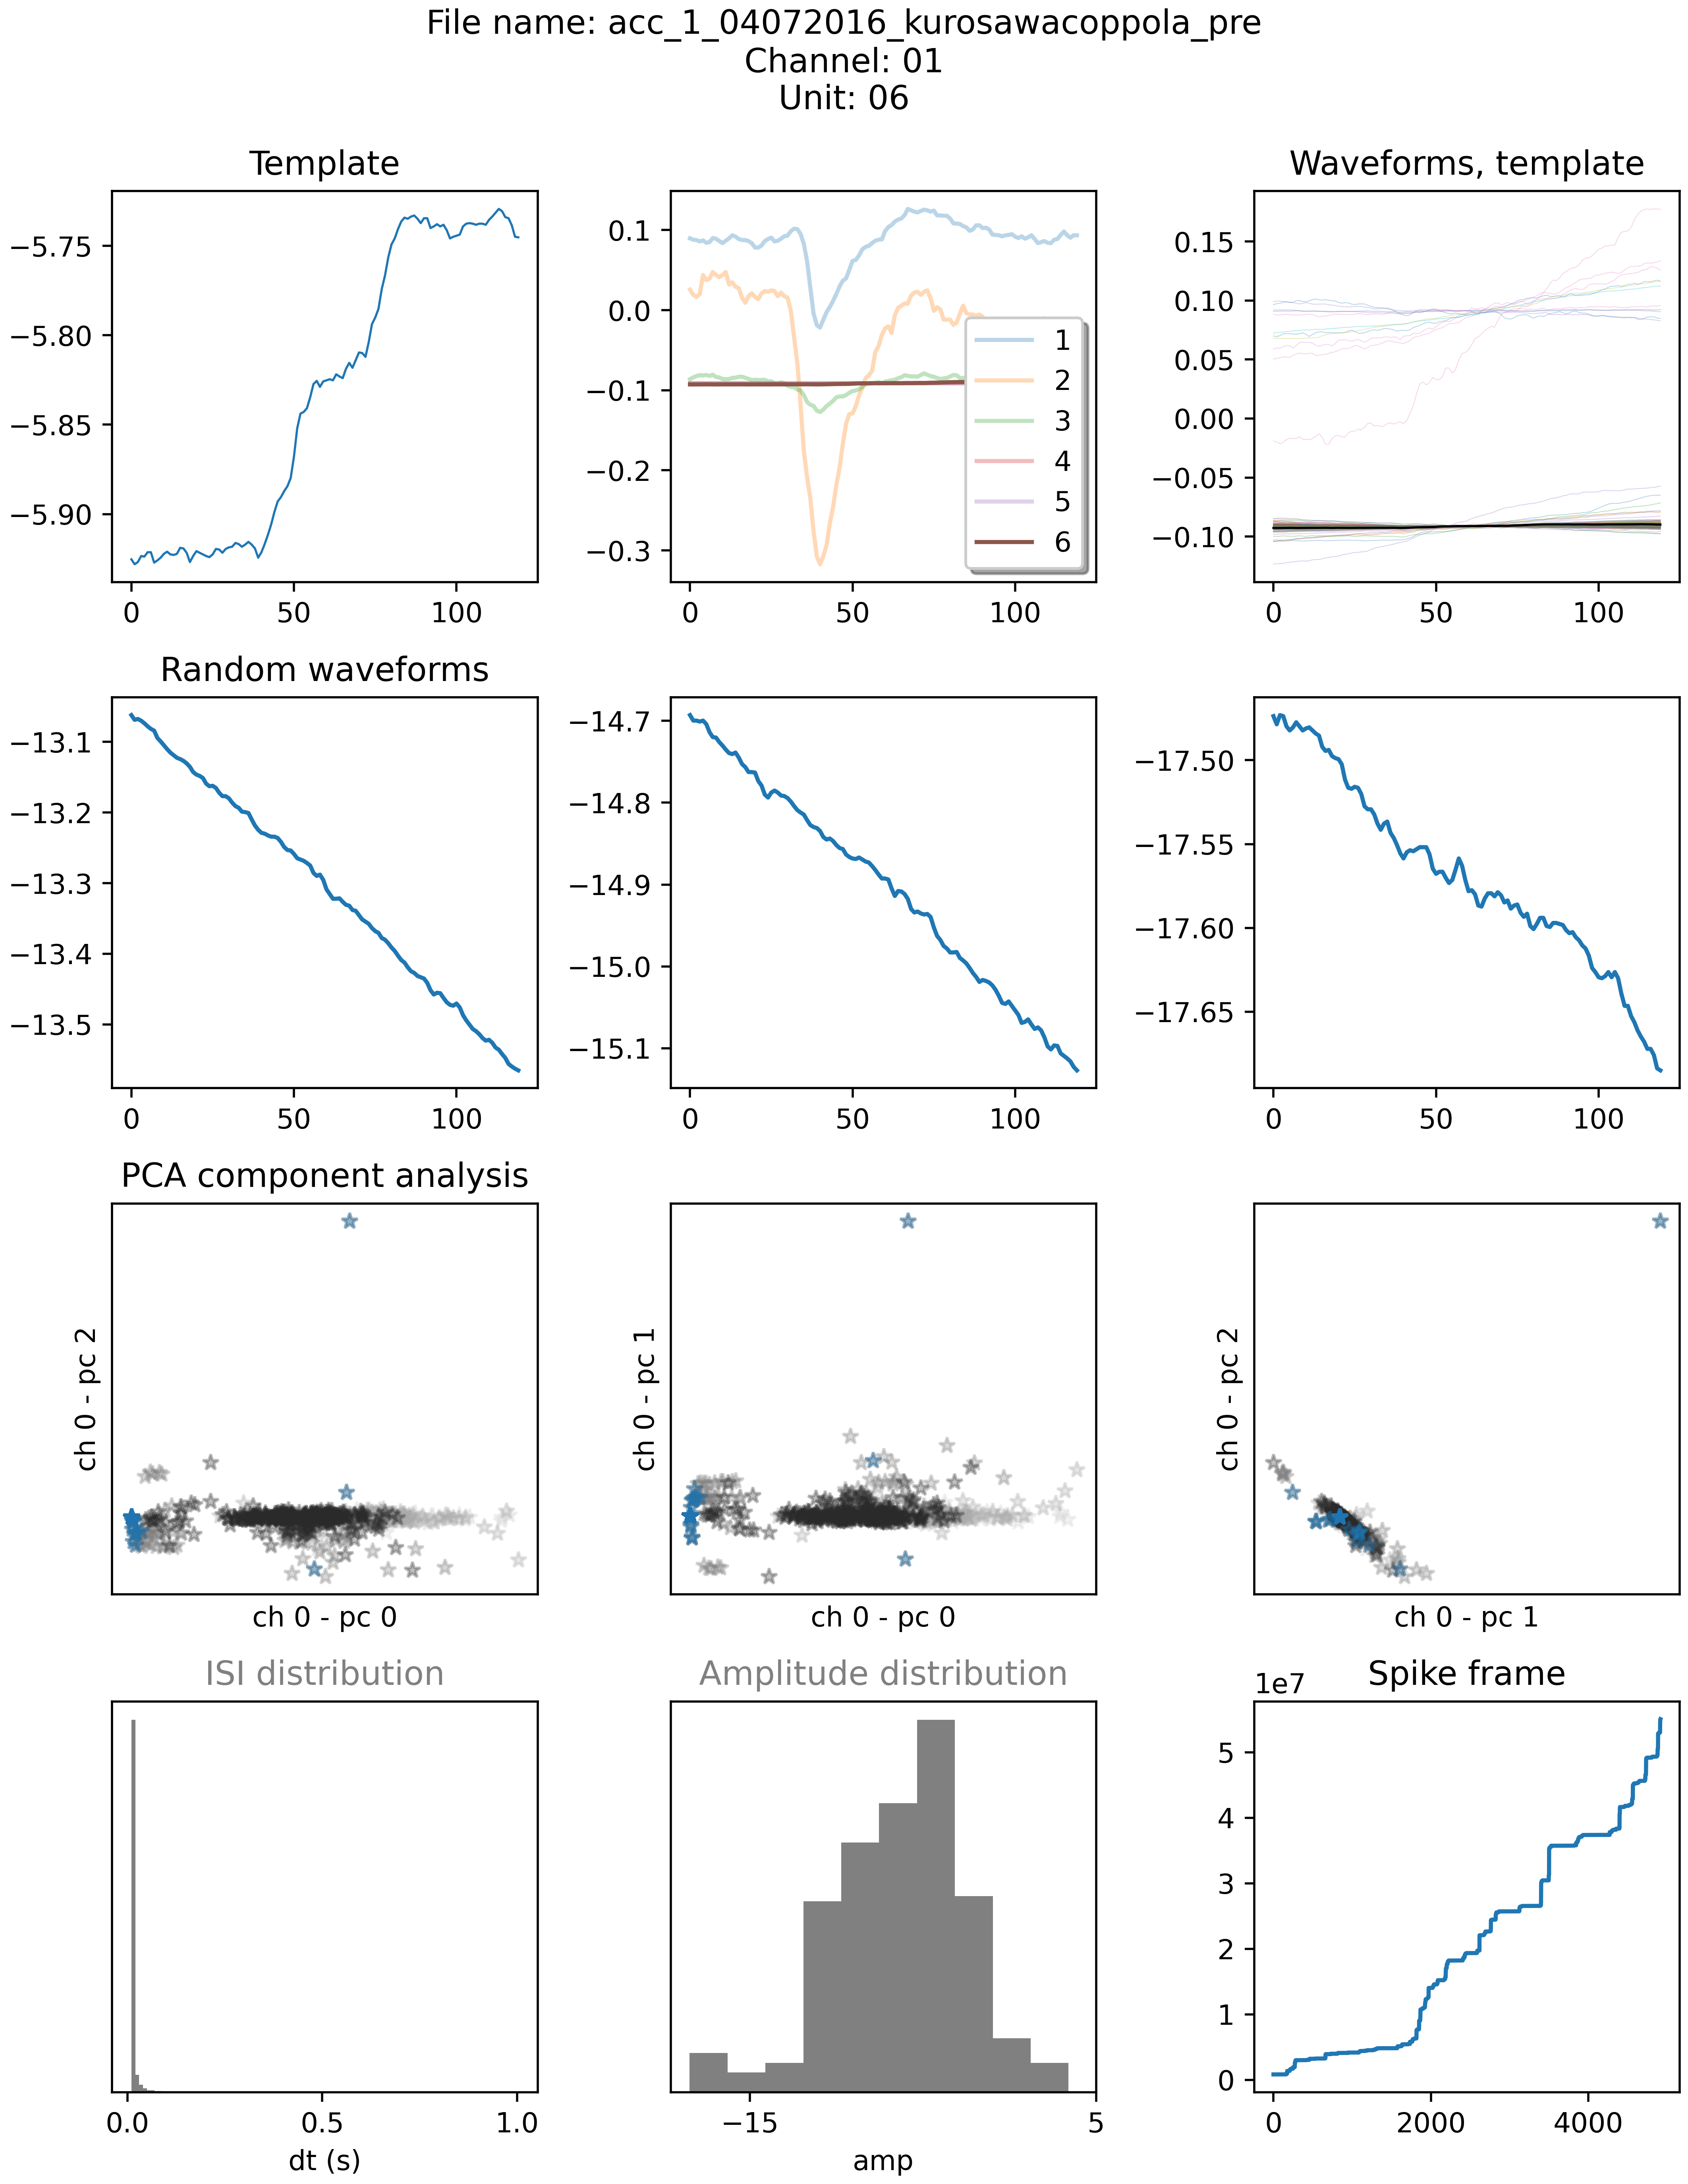 File name: acc_1_04072016_kurosawacoppola_pre
Channel: 01
Unit: 06
Template
−5.75
−5.80
−5.85
−5.90
0 50 100
0.1
0.0
−0.1
−0.2
−0.3
0 50 100
1
2
3
4
5
6
Waveforms, template
0.15
0.10
0.05
0.00
−0.05
−0.10
0 50 100
Random waveforms
−13.1
−13.2
−13.3
−13.4
−13.5
0 50 100
−14.7
−14.8
−14.9
−15.0
−15.1
0 50 100
−17.50
−17.55
−17.60
−17.65
0 50 100
PCA component analysis
ch 0 - pc 2
ch 0 - pc 0
ch 0 - pc 1
ch 0 - pc 0
ch 0 - pc 2
ch 0 - pc 1
ISI distribution
0.0 0.5 1.0
dt (s)
Amplitude distribution
−15 5
amp
Spike frame
1e7
5
4
3
2
1
0
0 2000 4000